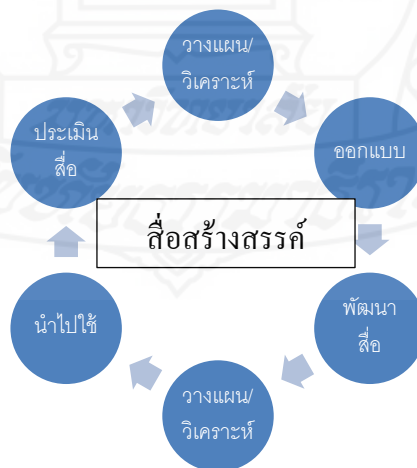 วางแผน/
วิเคราะห์
ออกแบบ
พัฒนา
สื่อ
วางแผน/
วิเคราะห์
นำไปใช้
ประเมิน
สื่อ
สื่อสร้างสรรค์